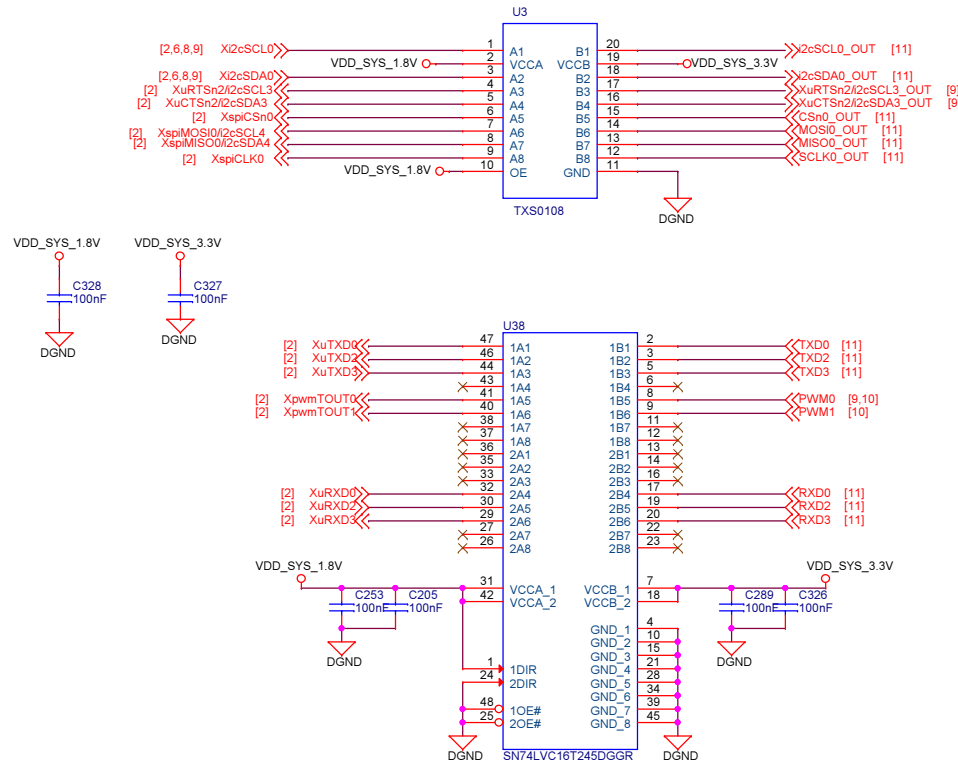 U3
[2,6,8,9] Xi2cSCL0 1 A1 B1 20 i2cSCL0_OUT [11]
VDD_SYS_1.8V 2 VCCA VCCB 19 VDD_SYS_3.3V
[2,6,8,9] Xi2cSDA0 3 A2 B2 18 i2cSDA0_OUT [11]
[2] XuRTSn2/i2cSCL3 4 A3 B3 17 XuRTSn2/i2cSCL3_OUT [9]
[2] XuCTSn2/i2cSDA3 5 A4 B4 16 XuCTSn2/i2cSDA3_OUT [9
[2] XspiCSn0 6 A5 B5 15 CSn0_OUT [11]
[2] XspiMOSI0/i2cSCL4 7 A6 B6 14 MOSI0_OUT [11]
[2] XspiMISO0/i2cSDA4 8 A7 B7 13 MISO0_OUT [11]
[2] XspiCLK0 9 A8 B8 12 SCLK0_OUT [11]
VDD_SYS_1.8V 10 OE GND 11
TXS0108
DGND
VDD_SYS_1.8V VDD_SYS_3.3V
C328 C327
100nF 100nF
DGND DGND
U38
[2] XuTXD0 47 1A1 1B1 2 TXD0 [11]
[2] XuTXD2 46 1A2 1B2 3 TXD2 [11]
[2] XuTXD3 44 1A3 1B3 5 TXD3 [11]
43 1A4 1B4 6
[2] XpwmTOUT0 41 1A5 1B5 8 PWM0 [9,10]
[2] XpwmTOUT1 40 1A6 1B6 9 PWM1 [10]
38 1A7 1B7 11
37 1A8 1B8 12
36 2A1 2B1 13
35 2A2 2B2 14
33 2A3 2B3 16
[2] XuRXD0 32 2A4 2B4 17 RXD0 [11]
[2] XuRXD2 30 2A5 2B5 19 RXD2 [11]
[2] XuRXD3 29 2A6 2B6 20 RXD3 [11]
27 2A7 2B7 22
26 2A8 2B8 23
VDD_SYS_1.8V VDD_SYS_3.3V
31 VCCA_1 VCCB_1 7
C253 C205 42 VCCA_2 VCCB_2 18 C289 C326
100nF 100nF 100nF 100nF
GND_1 4
GND_2 10
GND_3 15
DGND DGND
1 1DIR GND_4 21
24 2DIR GND_5 28
GND_6 34
48 1OE# GND_7 39
25 2OE# GND_8 45
DGND DGND
SN74LVC16T245DGGR